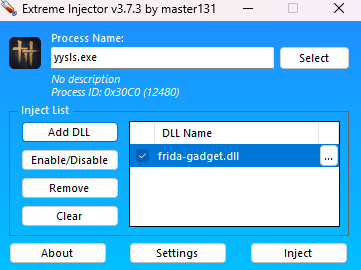 Extreme Injector v3.7.3 by master131
Process Name:
yysls.exe
Select
No description
Process ID: 0x30C0 (12480)
Inject List
Add DLL
DLL Name
Enable/Disable
frida-gadget.dll
...
Remove
Clear
About
Settings
Inject